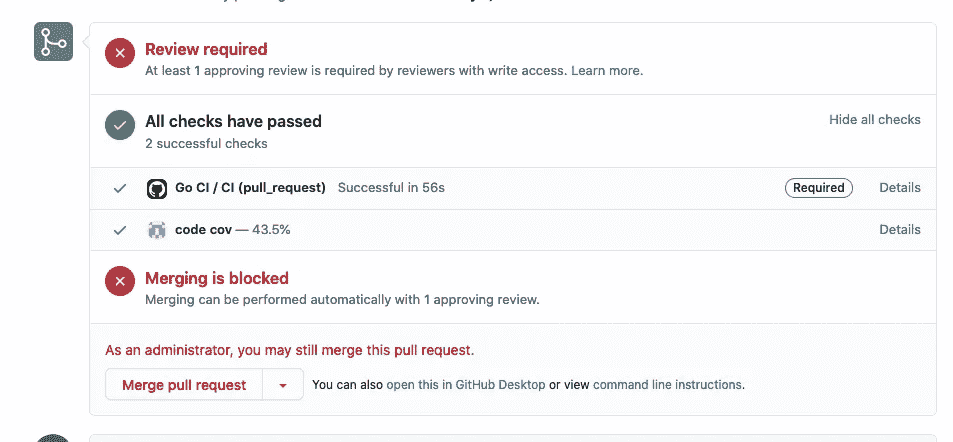 Review required
At least 1 approving review is required by reviewers with write access. Learn more.
All checks have passed
Hide all checks
2 successful checks
Go CI / CI (pull_request) Successful in 56s Required Details
code cov — 43.5% Details
Merging is blocked
Merging can be performed automatically with 1 approving review.
As an administrator, you may still merge this pull request.
Merge pull request You can also open this in GitHub Desktop or view command line instructions.